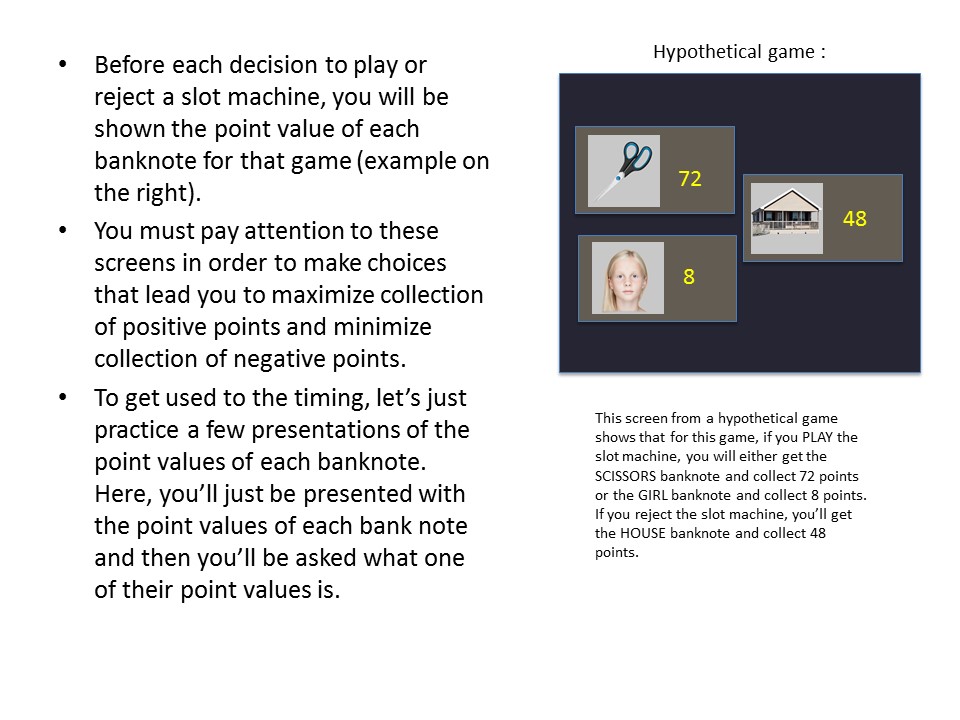 • Before each decision to play or
reject a slot machine, you will be
shown the point value of each
banknote for that game (example on
the right).
• You must pay attention to these
screens in order to make choices
that lead you to maximize collection
of positive points and minimize
collection of negative points.
• To get used to the timing, let’s just
practice a few presentations of the
point values of each banknote.
Here, you’ll just be presented with
the point values of each bank note
and then you’ll be asked what one
of their point values is.
Hypothetical game :
72
48
8
This screen from a hypothetical game
shows that for this game, if you PLAY the
slot machine, you will either get the
SCISSORS banknote and collect 72 points
or the GIRL banknote and collect 8 points.
If you reject the slot machine, you’ll get
the HOUSE banknote and collect 48
points.